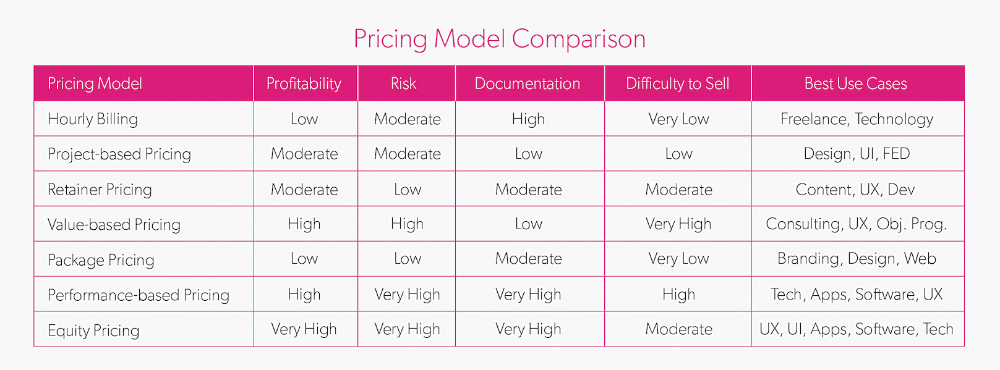 Pricing Model Comparison
Pricing Model Profitability Risk Documentation Difficulty to Sell Best Use Cases
Hourly Billing Low Moderate High Very Low Freelance, Technology
Project-based Pricing Moderate Moderate Low Low Design, UI, FED
Retainer Pricing Moderate Low Moderate Moderate Content, UX, Dev
Value-based Pricing High High Low Very High Consulting, UX, Obj. Prog.
Package Pricing Low Low Moderate Very Low Branding, Design, Web
Performance-based Pricing High Very High Very High High Tech, Apps, Software, UX
Equity Pricing Very High Very High Very High Moderate UX, UI, Apps, Software, Tech